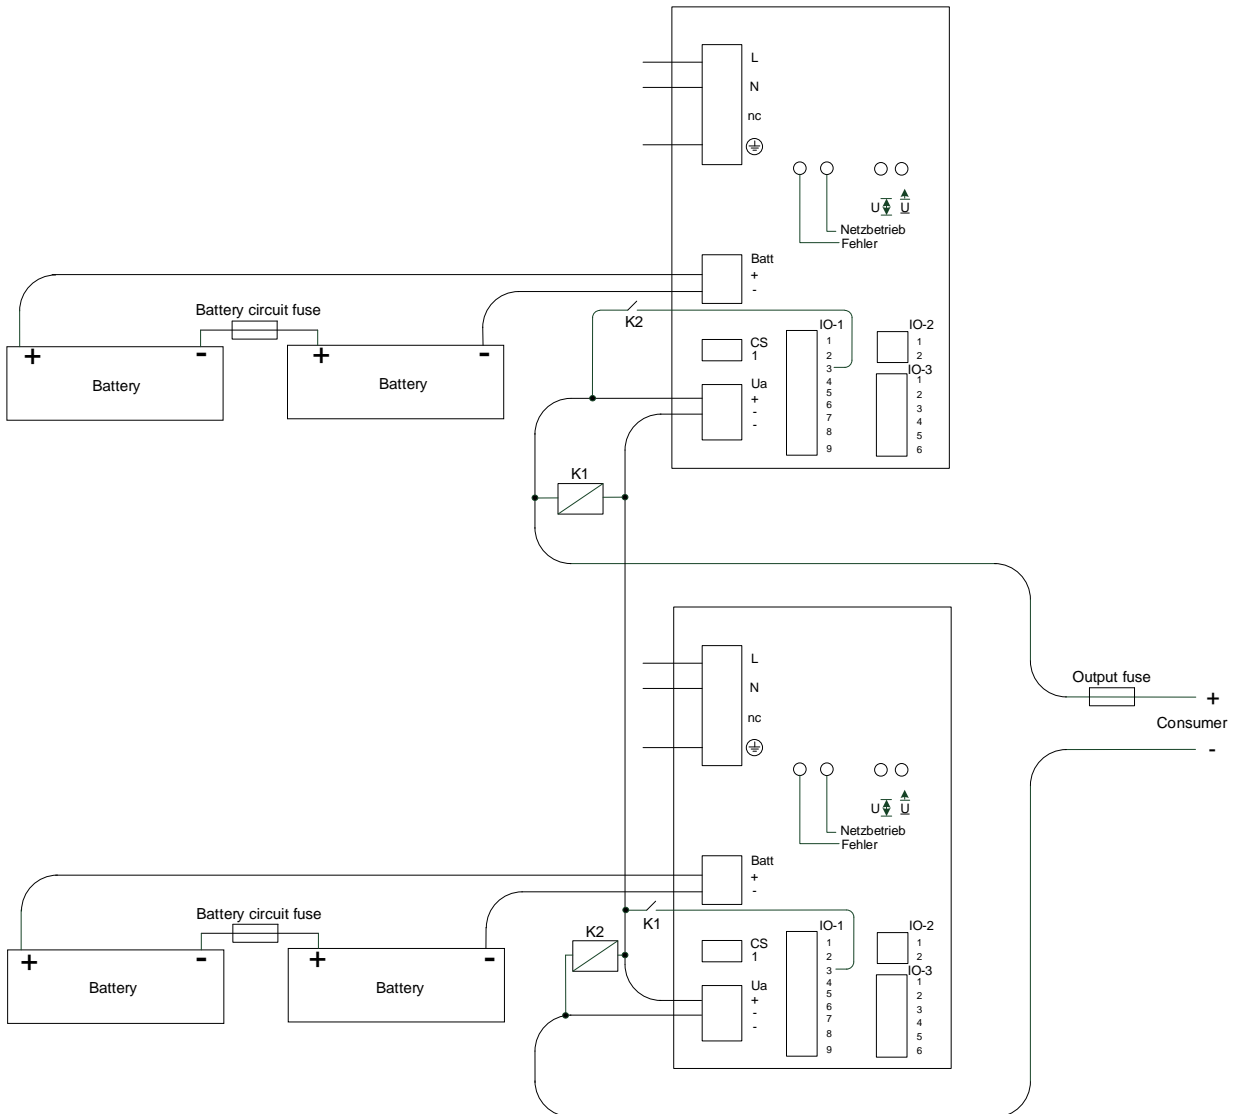 L
N
nc
U U
Netzbetrieb
Fehler
Batt
+
-
Battery circuit fuse
K2
IO-1
IO-2
1
2
3
4
5
6
7
8
9
1
2
IO-3
1
2
3
4
5
6
CS
1
+ -
Battery
+ -
Battery
Ua
+
-
-
K1
Output fuse
+
Consumer
-
L
N
nc
U U
Netzbetrieb
Fehler
Batt
+
-
Battery circuit fuse
K1
IO-1
IO-2
1
2
3
4
5
6
7
8
9
1
2
IO-3
1
2
3
4
5
6
K2
CS
1
+ -
Battery
+ -
Battery
Ua
+
-
-